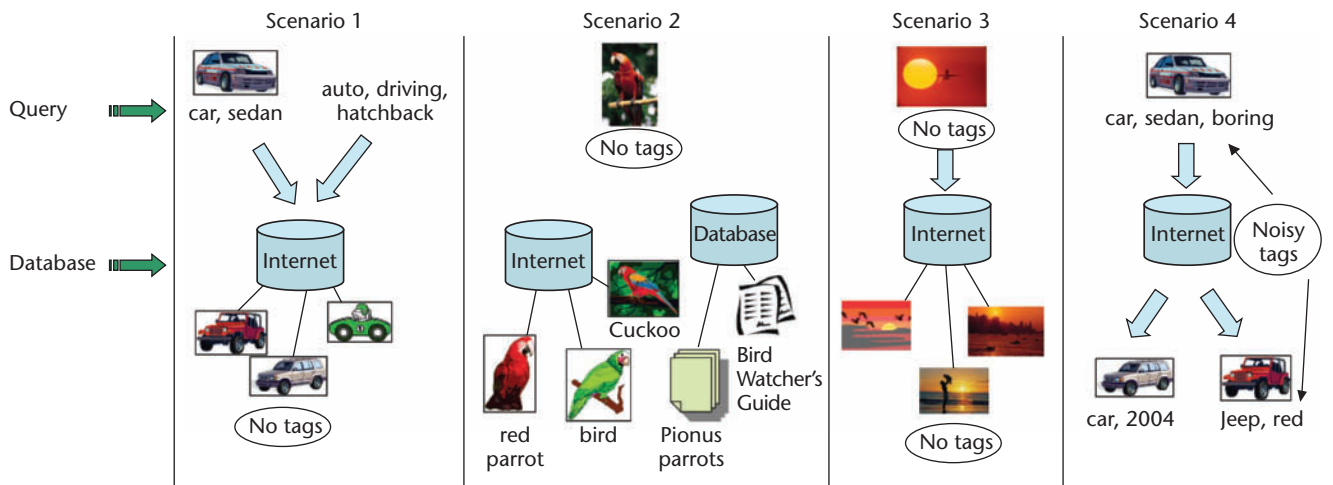 Scenario 1
Scenario 2
Scenario 3
Scenario 4
Query
car, sedan
auto, driving,
hatchback
No tags
No tags
car, sedan, boring
Database
Internet
Internet
Database
Internet
Internet
Noisy
tags
Cuckoo
Bird
Watcher's
Guide
No tags
red
parrot
bird
Pionus
parrots
No tags
car, 2004
Jeep, red